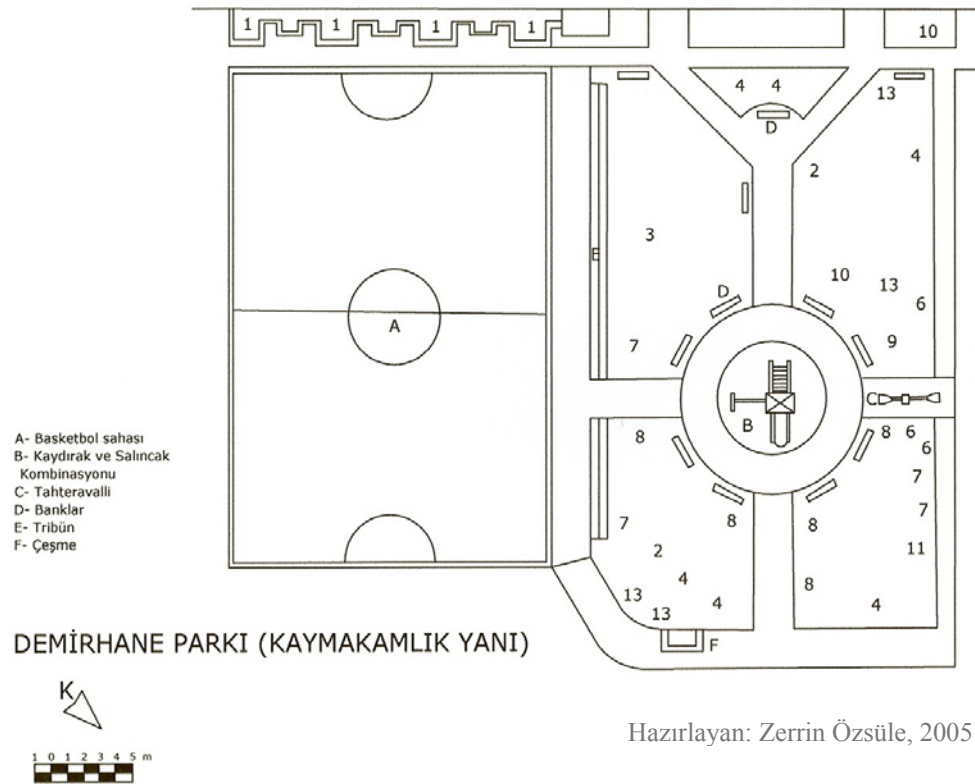 1 1 1 1 10
4 4 13
D
4
2
3
10 13
D 6
A 9
7
C
B
8 8 6
6
7
7 8 8 7
2 11
4 8
13 13 4 4
F
A- Basketbol sahası
B- Kaydırak ve Salıncak
Kombinasyonu
C- Tahteravalli
D- Banklar
E- Tribün
F- Çeşme
DEMİRHANE PARKI (KAYMAKAMLIK YANI)
K
1 0 1 2 3 4 5 m
Hazırlayan: Zerrin Özsüle, 2005